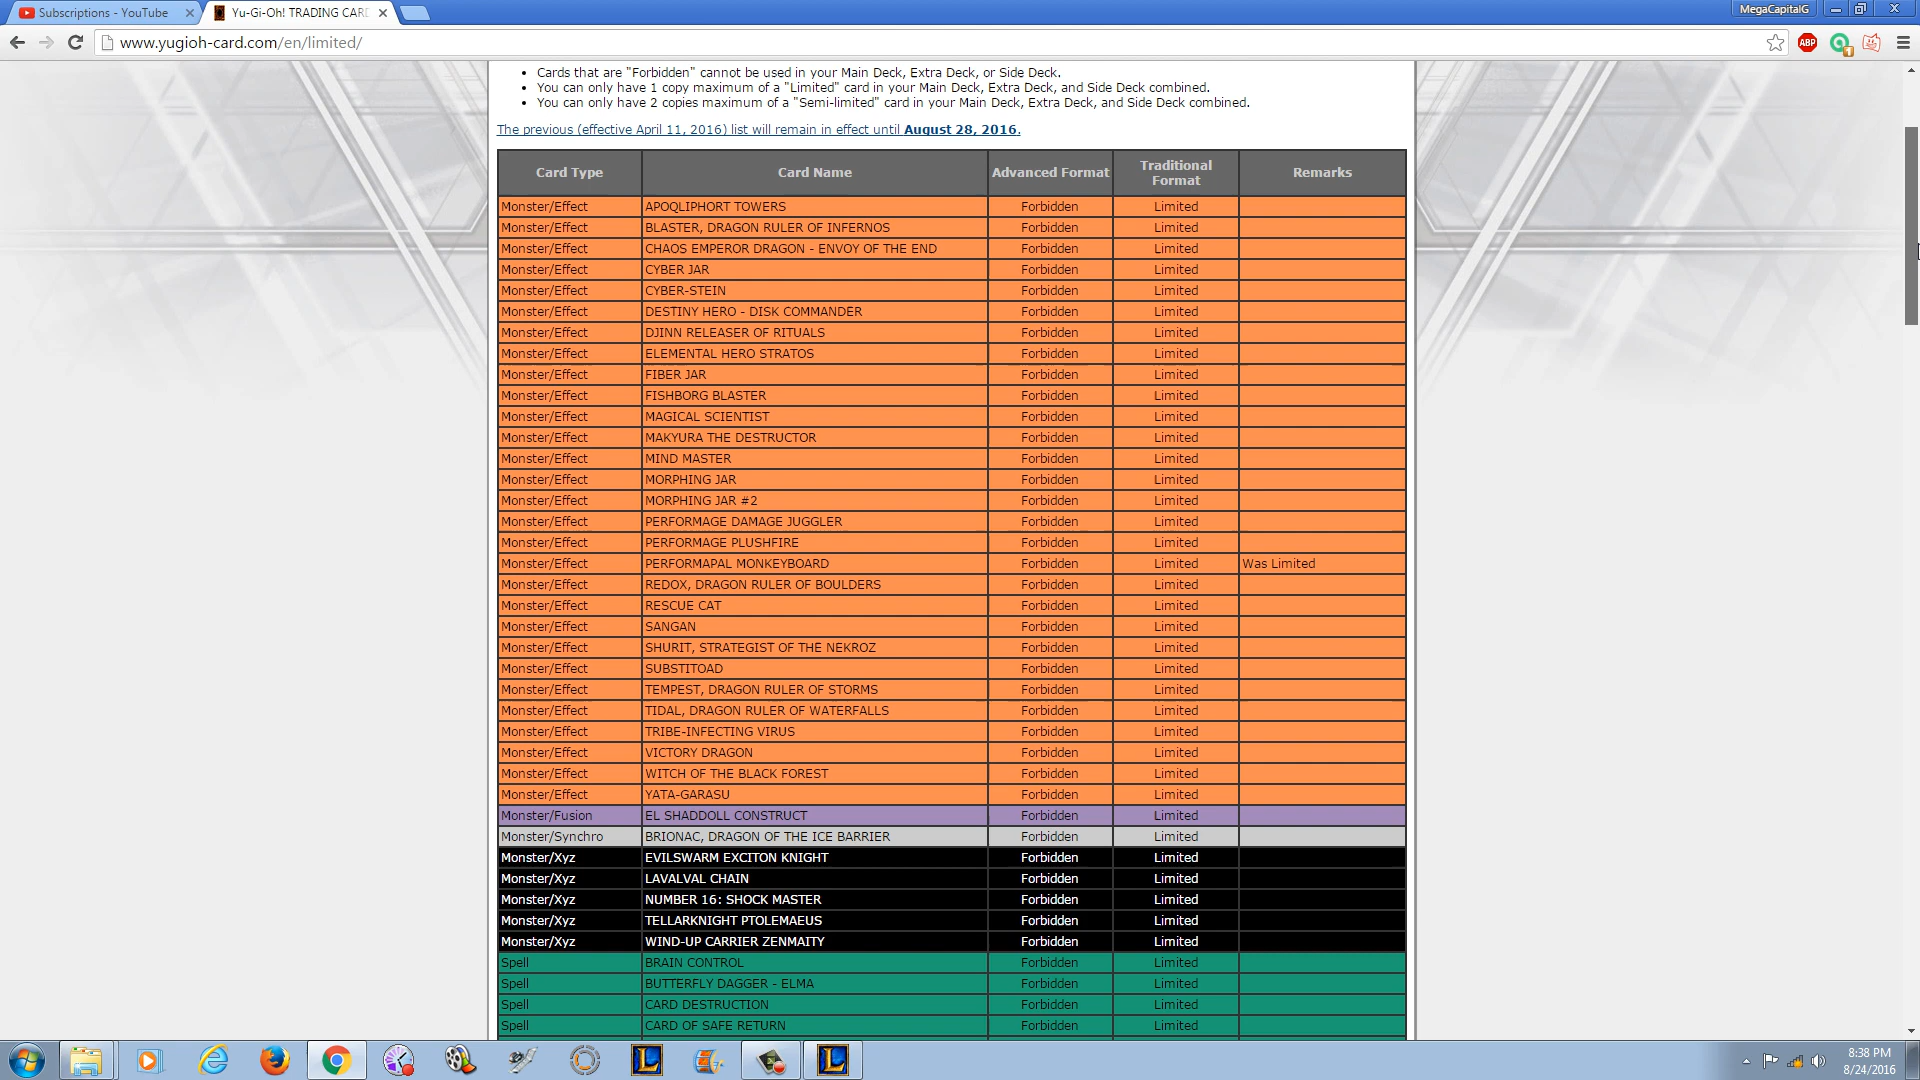 Subscriptions - YouTube
Yu-Gi-Oh! TRADING CARD
MegaCapitalG
www.yugioh-card.com/en/limited/
ABP
1
Cards that are "Forbidden" cannot be used in your Main Deck, Extra Deck, or Side Deck.
You can only have 1 copy maximum of a "Limited" card in your Main Deck, Extra Deck, and Side Deck combined.
You can only have 2 copies maximum of a "Semi-limited" card in your Main Deck, Extra Deck, and Side Deck combined.
The previous (effective April 11, 2016) list will remain in effect until August 28, 2016.
Card Type Card Name Advanced Format Traditional Format Remarks
Monster/Effect APOQLIPHORT TOWERS Forbidden Limited
Monster/Effect BLASTER, DRAGON RULER OF INFERNOS Forbidden Limited
Monster/Effect CHAOS EMPEROR DRAGON - ENVOY OF THE END Forbidden Limited
Monster/Effect CYBER JAR Forbidden Limited
Monster/Effect CYBER-STEIN Forbidden Limited
Monster/Effect DESTINY HERO - DISK COMMANDER Forbidden Limited
Monster/Effect DJINN RELEASER OF RITUALS Forbidden Limited
Monster/Effect ELEMENTAL HERO STRATOS Forbidden Limited
Monster/Effect FIBER JAR Forbidden Limited
Monster/Effect FISHBORG BLASTER Forbidden Limited
Monster/Effect MAGICAL SCIENTIST Forbidden Limited
Monster/Effect MAKYURA THE DESTRUCTOR Forbidden Limited
Monster/Effect MIND MASTER Forbidden Limited
Monster/Effect MORPHING JAR Forbidden Limited
Monster/Effect MORPHING JAR #2 Forbidden Limited
Monster/Effect PERFORMAGE DAMAGE JUGGLER Forbidden Limited
Monster/Effect PERFORMAGE PLUSHFIRE Forbidden Limited
Monster/Effect PERFORMAPAL MONKEYBOARD Forbidden Limited Was Limited
Monster/Effect REDOX, DRAGON RULER OF BOULDERS Forbidden Limited
Monster/Effect RESCUE CAT Forbidden Limited
Monster/Effect SANGAN Forbidden Limited
Monster/Effect SHURIT, STRATEGIST OF THE NEKROZ Forbidden Limited
Monster/Effect SUBSTITOAD Forbidden Limited
Monster/Effect TEMPEST, DRAGON RULER OF STORMS Forbidden Limited
Monster/Effect TIDAL, DRAGON RULER OF WATERFALLS Forbidden Limited
Monster/Effect TRIBE-INFECTING VIRUS Forbidden Limited
Monster/Effect VICTORY DRAGON Forbidden Limited
Monster/Effect WITCH OF THE BLACK FOREST Forbidden Limited
Monster/Effect YATA-GARASU Forbidden Limited
Monster/Fusion EL SHADDOLL CONSTRUCT Forbidden Limited
Monster/Synchro BRIONAC, DRAGON OF THE ICE BARRIER Forbidden Limited
Monster/Xyz EVILSWARM EXCITON KNIGHT Forbidden Limited
Monster/Xyz LAVALVAL CHAIN Forbidden Limited
Monster/Xyz NUMBER 16: SHOCK MASTER Forbidden Limited
Monster/Xyz TELLARKNIGHT PTOLEMAEUS Forbidden Limited
Monster/Xyz WIND-UP CARRIER ZENMAITY Forbidden Limited
Spell BRAIN CONTROL Forbidden Limited
Spell BUTTERFLY DAGGER - ELMA Forbidden Limited
Spell CARD DESTRUCTION Forbidden Limited
Spell CARD OF SAFE RETURN Forbidden Limited
8:38 PM
8/24/2016